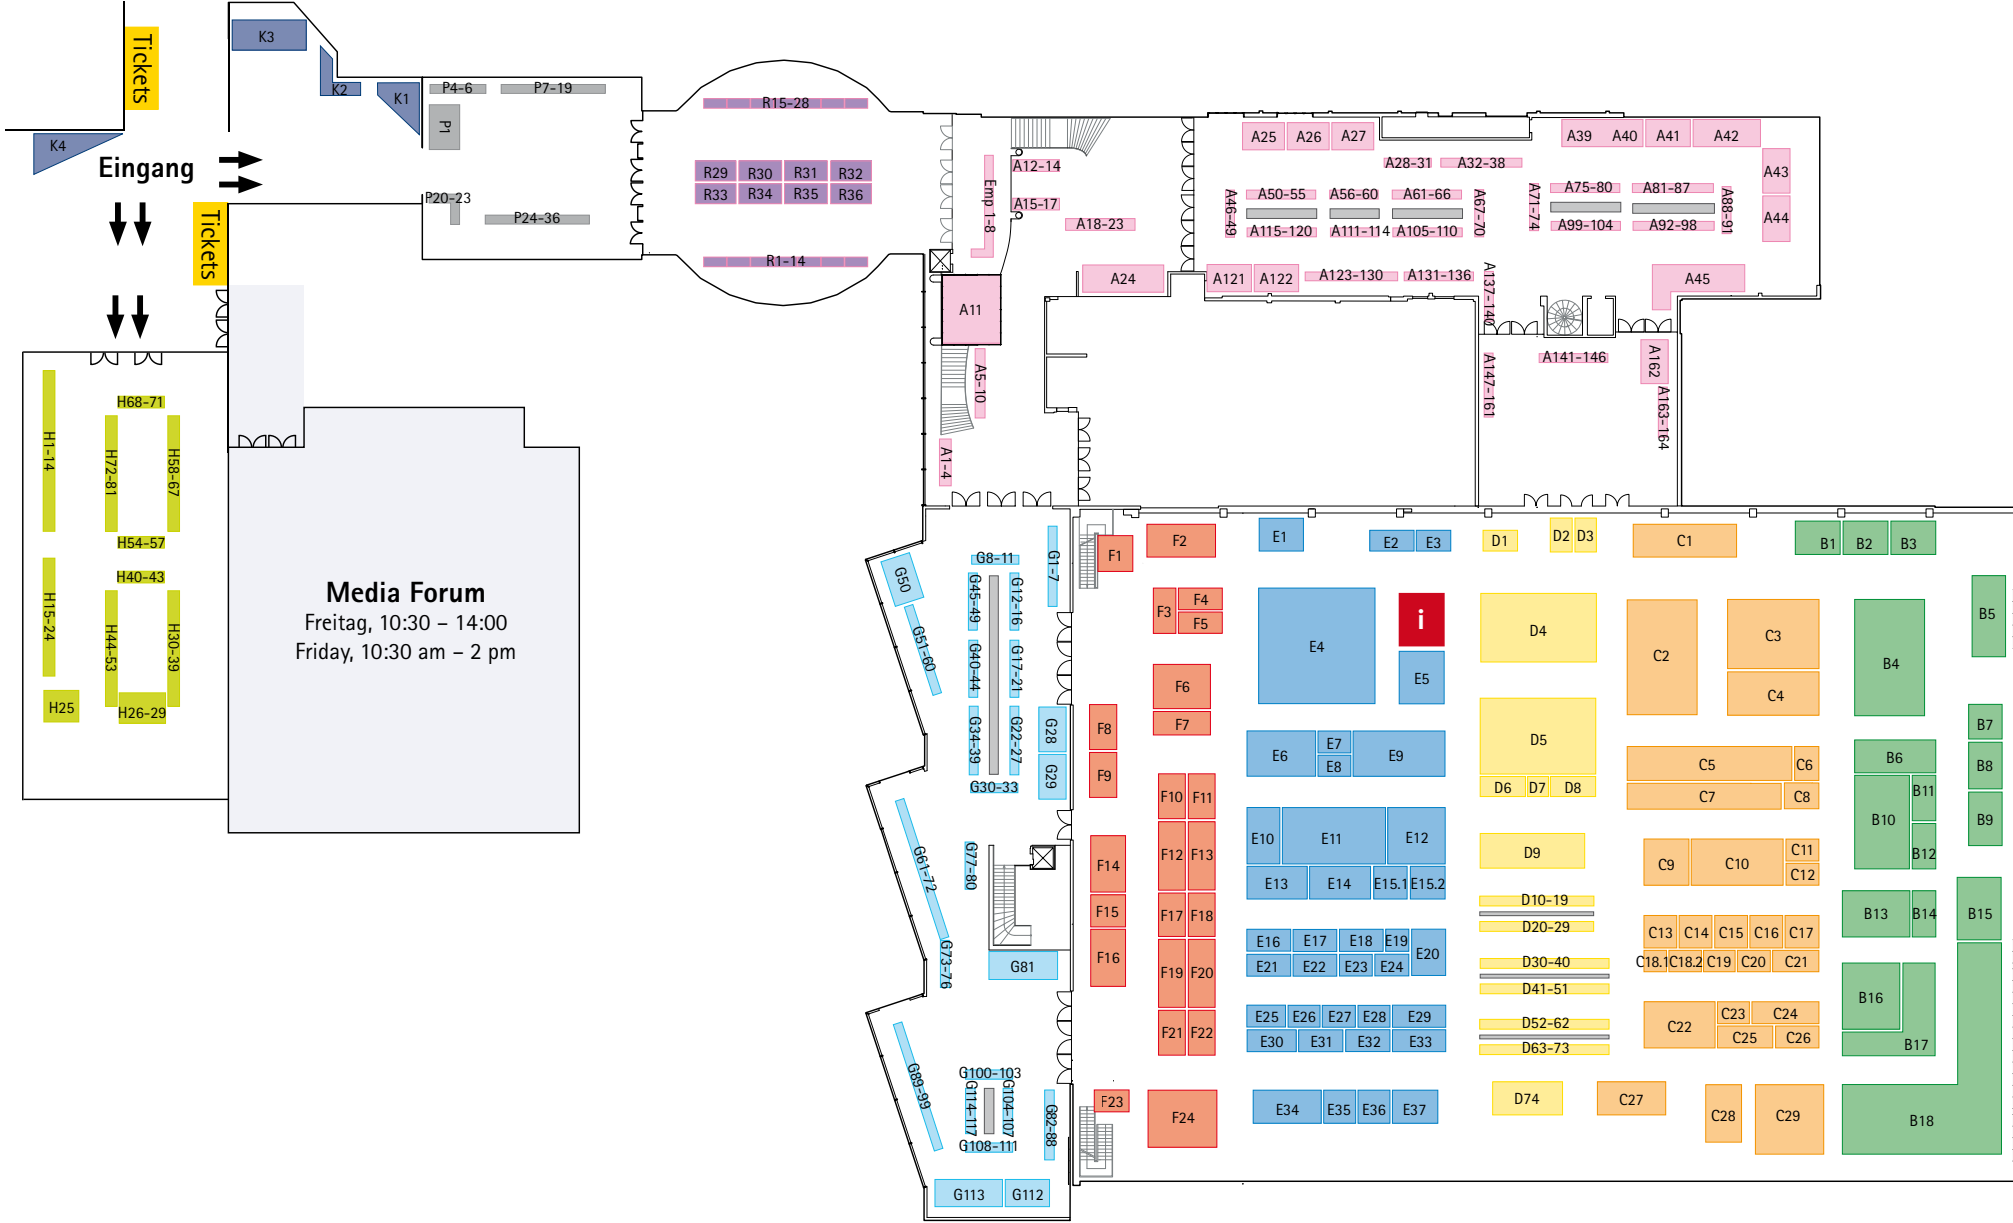 Tickets
K3
K2
K1
K4
Eingang
Tickets
P4-6
P7-19
P1
P20-23
P24-36
R15-28
R29
R30
R31
R32
R33
R34
R35
R36
R1-14
Emp 1-8
A12-14
A15-17
A18-23
A24
A11
A5-10
A1-4
A25
A26
A27
A28-31
A32-38
A39
A40
A41
A42
A43
A44
A45
A46-49
A50-55
A56-60
A61-66
A67-70
A71-74
A75-80
A81-87
A88-91
A115-120
A111-114
A105-110
A99-104
A92-98
A121
A122
A123-130
A131-136
A137-140
A141-146
A147-161
A162
A163-164
H1-14
H68-71
H72-81
H58-67
H54-57
H40-43
H15-24
H44-53
H30-39
H25
H26-29
Media Forum
Freitag, 10:30 – 14:00
Friday, 10:30 am – 2 pm
G50
G8-11
G1-7
G45-49
G12-16
G51-60
G40-44
G17-21
G34-39
G22-27
G28
G29
G30-33
G61-72
G77-80
G73-76
G81
G89-99
G100-103
G114-117
G104-107
G82-88
G108-111
G113
G112
F1
F2
F3
F4
F5
F6
F7
F8
F9
F10
F11
F12
F13
F14
F15
F16
F17
F18
F19
F20
F21
F22
F23
F24
E1
E2
E3
E4
i
E5
E6
E7
E8
E9
E10
E11
E12
E13
E14
E15.1
E15.2
E16
E17
E18
E19
E20
E21
E22
E23
E24
E25
E26
E27
E28
E29
E30
E31
E32
E33
E34
E35
E36
E37
D1
D2
D3
D4
D5
D6
D7
D8
D9
D10-19
D20-29
D30-40
D41-51
D52-62
D63-73
D74
C1
C2
C3
C4
C5
C6
C7
C8
C9
C10
C11
C12
C13
C14
C15
C16
C17
C18.1
C18.2
C19
C20
C21
C22
C23
C24
C25
C26
C27
C28
C29
B1
B2
B3
B4
B5
B6
B7
B8
B9
B10
B11
B12
B13
B14
B15
B16
B17
B18